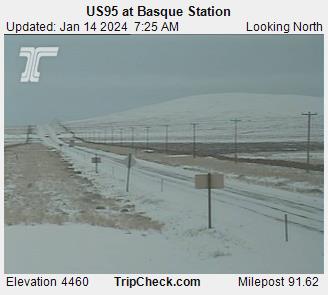 US95 at Basque Station
Updated: Jan 14 2024 7:25 AM Looking North
Elevation 4460 TripCheck.com Milepost 91.62